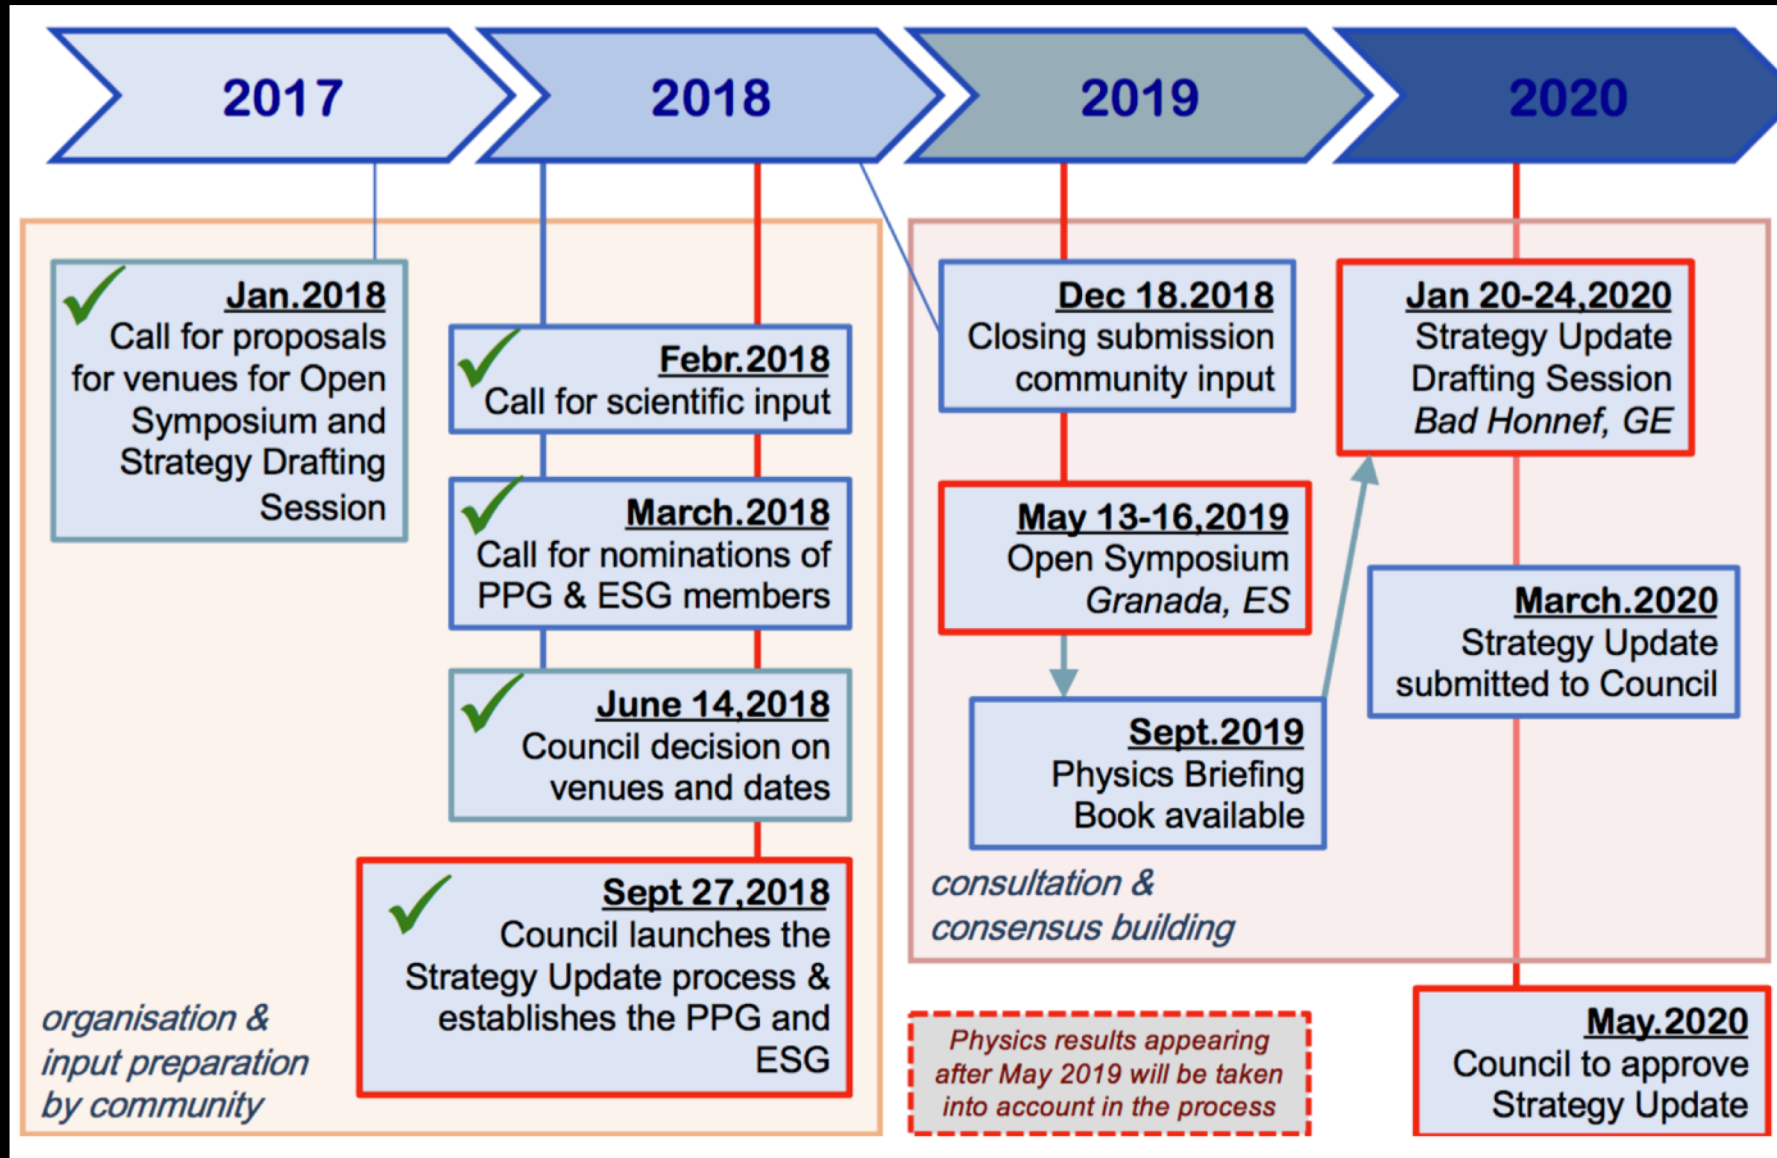 2017
2018
2019
2020
Jan.2018
Call for proposals
for venues for Open
Symposium and
Strategy Drafting
Session
Febr.2018
Call for scientific input
March.2018
Call for nominations of
PPG & ESG members
June 14,2018
Council decision on
venues and dates
Sept 27,2018
Council launches the
Strategy Update process &
establishes the PPG and
ESG
organisation &
input preparation
by community
Dec 18.2018
Closing submission
community input
May 13-16,2019
Open Symposium
Granada, ES
Sept.2019
Physics Briefing
Book available
consultation &
consensus building
Physics results appearing
after May 2019 will be taken
into account in the process
Jan 20-24,2020
Strategy Update
Drafting Session
Bad Honnef, GE
March.2020
Strategy Update
submitted to Council
May.2020
Council to approve
Strategy Update